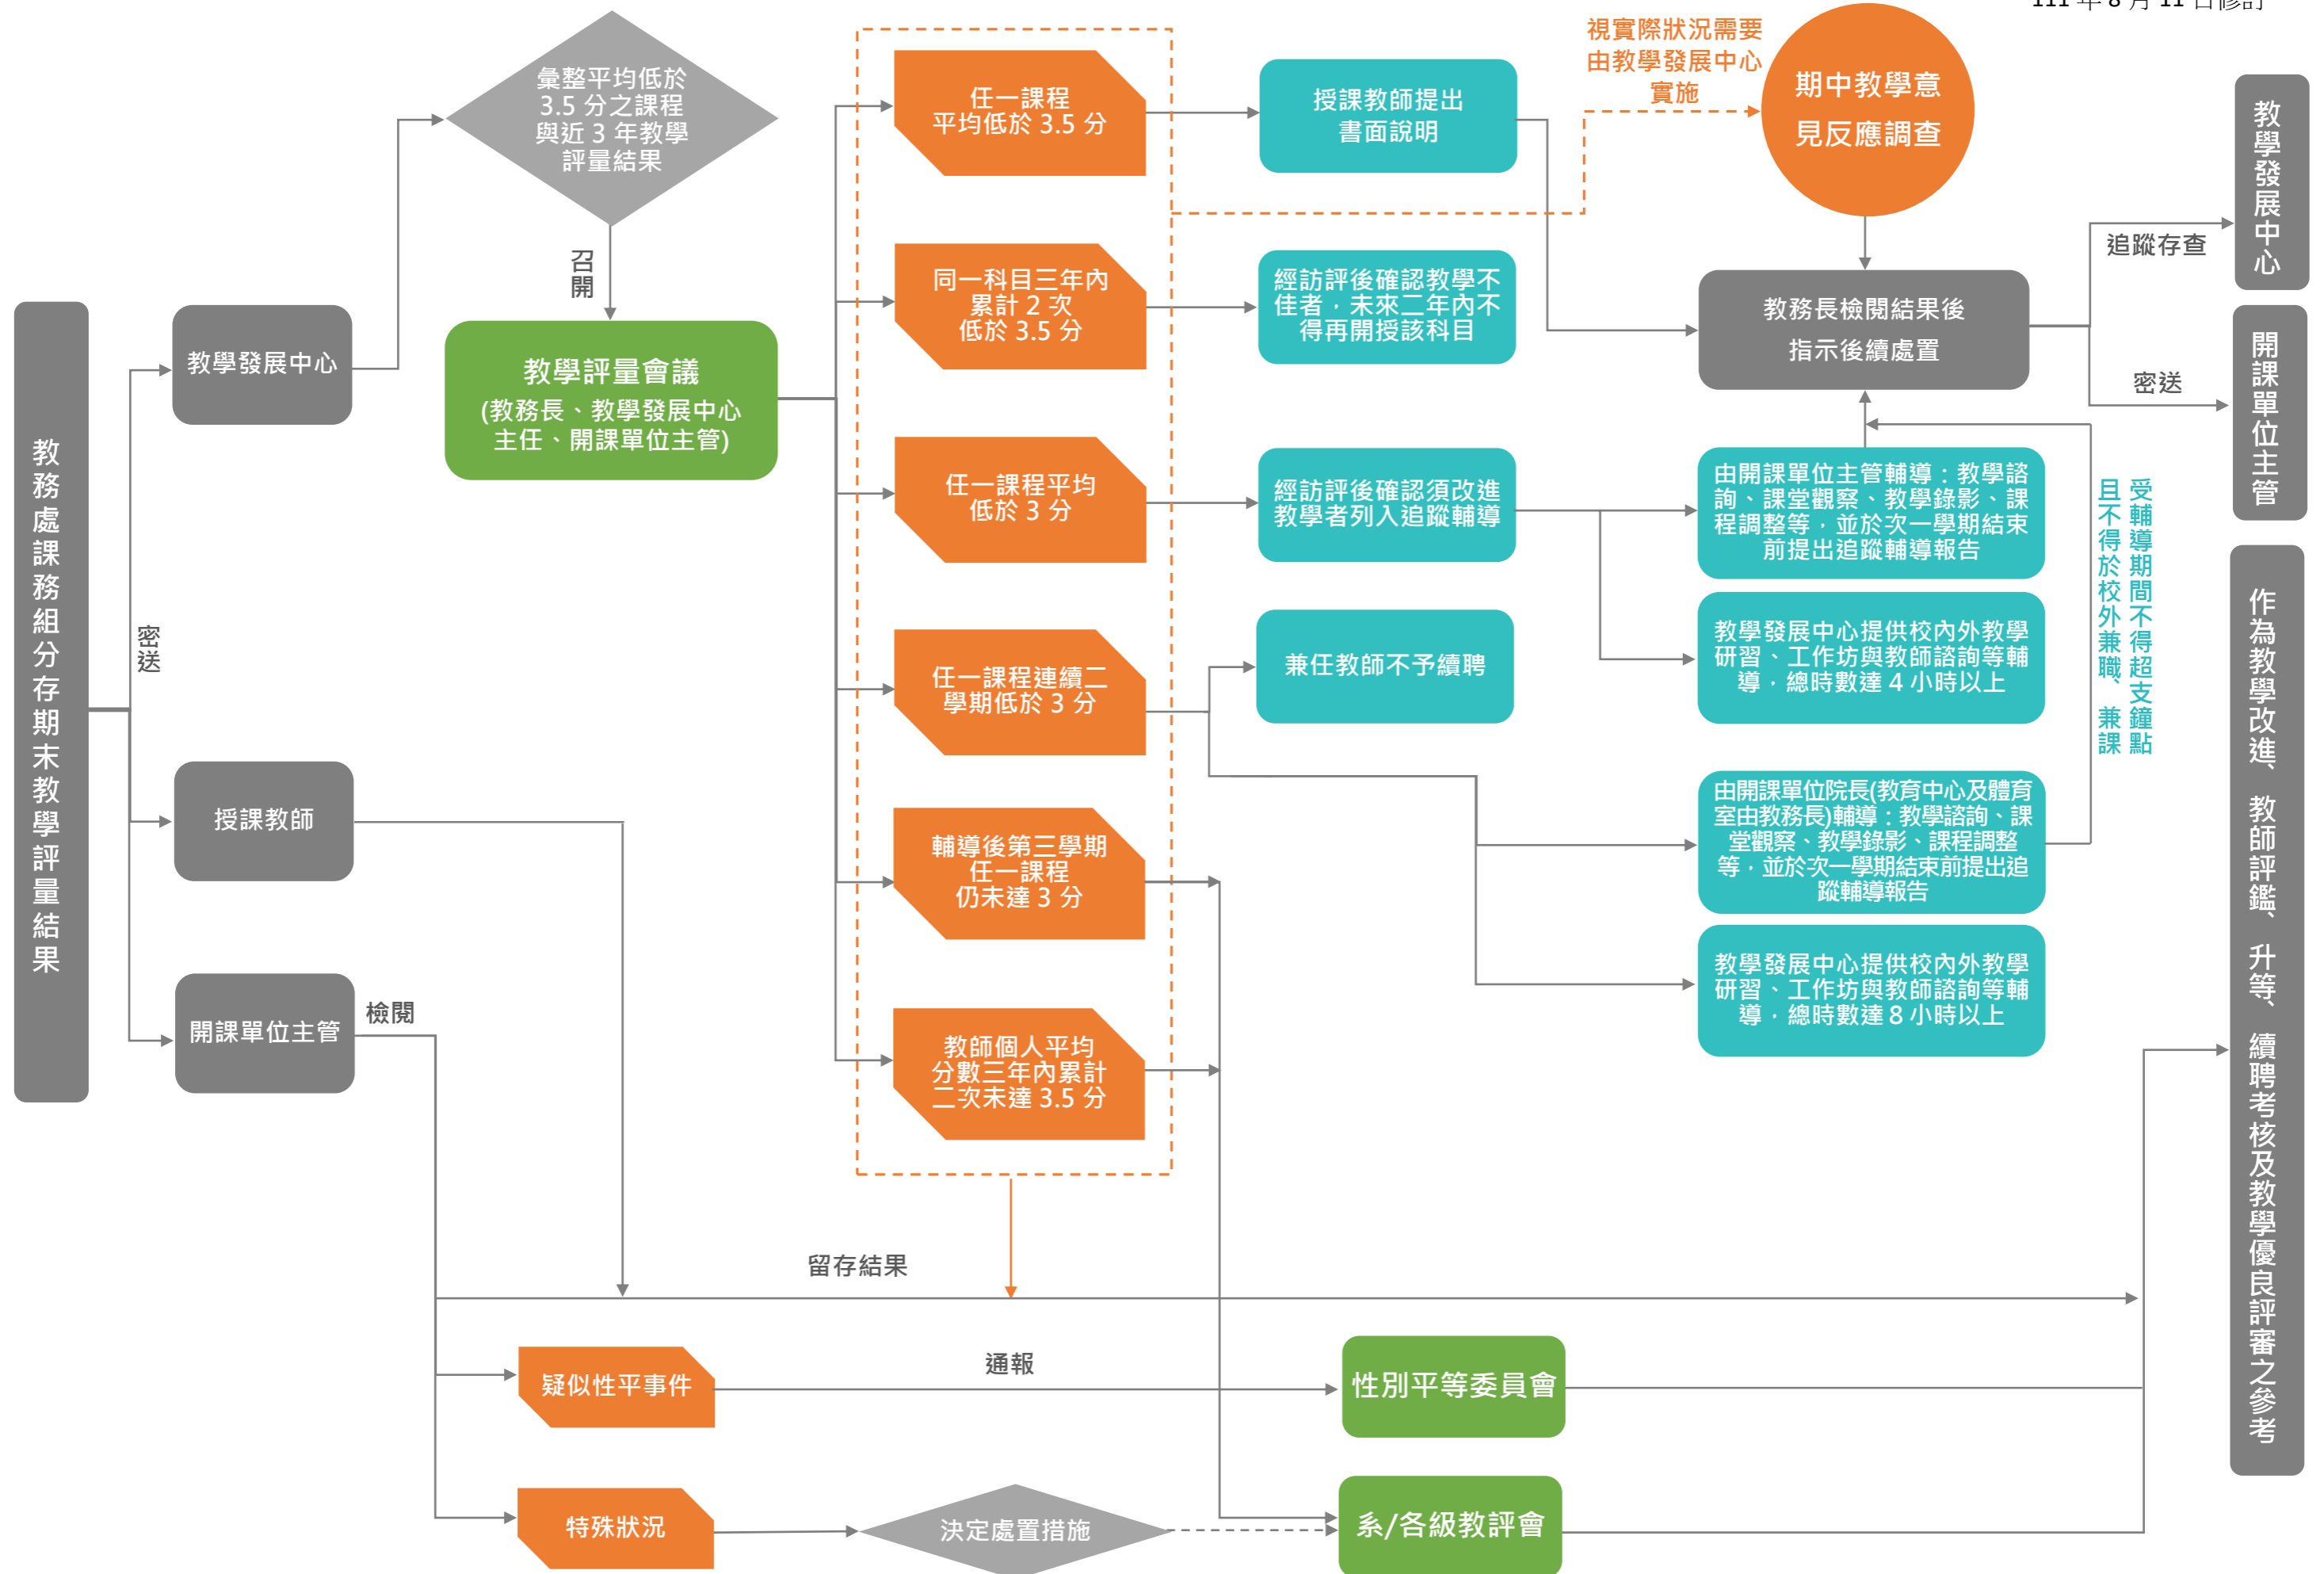 111 年 8 月 11 日修訂
教務處課務組分存期末教學評量結果
密送
教學發展中心
授課教師
開課單位主管
檢閱
彙整平均低於
3.5 分之課程
與近 3 年教學
評量結果
召開
教學評量會議
(教務長、教學發展中心
主任、開課單位主管)
任一課程
平均低於 3.5 分
同一科目三年內
累計 2 次
低於 3.5 分
任一課程平均
低於 3 分
任一課程連續二
學期低於 3 分
輔導後第三學期
任一課程
仍未達 3 分
教師個人平均
分數三年內累計
二次未達 3.5 分
授課教師提出
書面說明
經訪評後確認教學不
佳者，未來二年內不
得再開授該科目
經訪評後確認須改進
教學者列入追蹤輔導
兼任教師不予續聘
視實際狀況需要
由教學發展中心
實施
期中教學意
見反應調查
教務長檢閱結果後
指示後續處置
由開課單位主管輔導：教學諮
詢、課堂觀察、教學錄影、課
程調整等，並於次一學期結束
前提出追蹤輔導報告
教學發展中心提供校內外教學
研習、工作坊與教師諮詢等輔
導，總時數達 4 小時以上
由開課單位院長(教育中心及體育
室由教務長)輔導：教學諮詢、課
堂觀察、教學錄影、課程調整
等，並於次一學期結束前提出追
蹤輔導報告
教學發展中心提供校內外教學
研習、工作坊與教師諮詢等輔
導，總時數達 8 小時以上
受輔導期間不得超支鐘點
且不得於校外兼職、兼課
追蹤存查
教學發展中心
密送
開課單位主管
作為教學改進、教師評鑑、升等、續聘考核及教學優良評審之參考
留存結果
疑似性平事件
通報
性別平等委員會
特殊狀況
決定處置措施
系/各級教評會